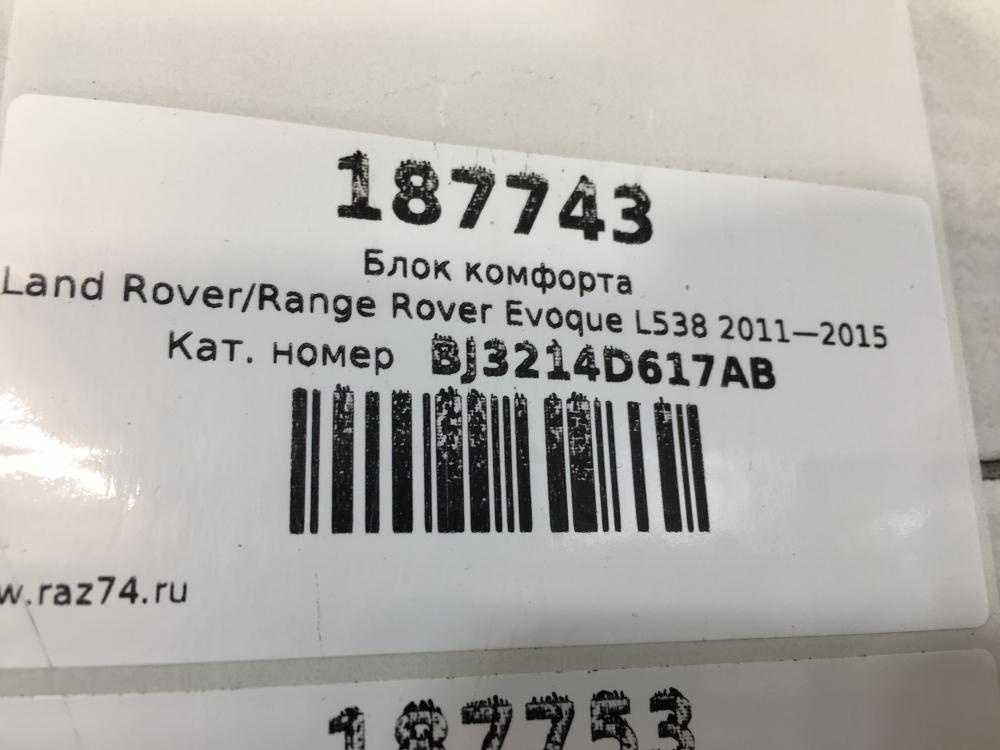 187743
Блок комфорта
Land Rover/Range Rover Evoque L538 2011—2015
Кат. номер BJ3214D617AB
w.raz74.ru
187753